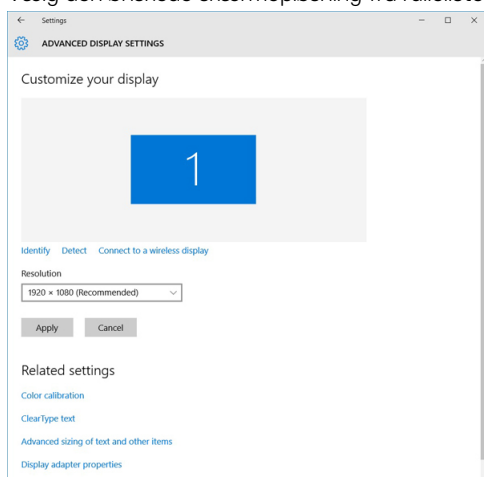 Settings
ADVANCED DISPLAY SETTINGS
Customize your display
1
Identify Detect Connect to a wireless display
Resolution
1920 × 1080 (Recommended)
Apply Cancel
Related settings
Color calibration
ClearType text
Advanced sizing of text and other items
Display adapter properties